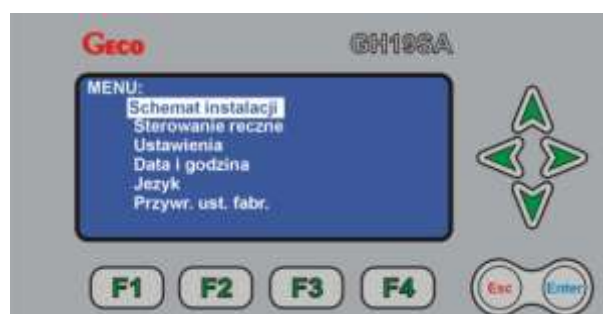 GECO GH19SA
MENU:
Schemat instalacji
Sterowanie reczne
Ustawienia
Data i godzina
Jezyk
Przywr. ust. fabr.
F1 F2 F3 F4 Esc Enter